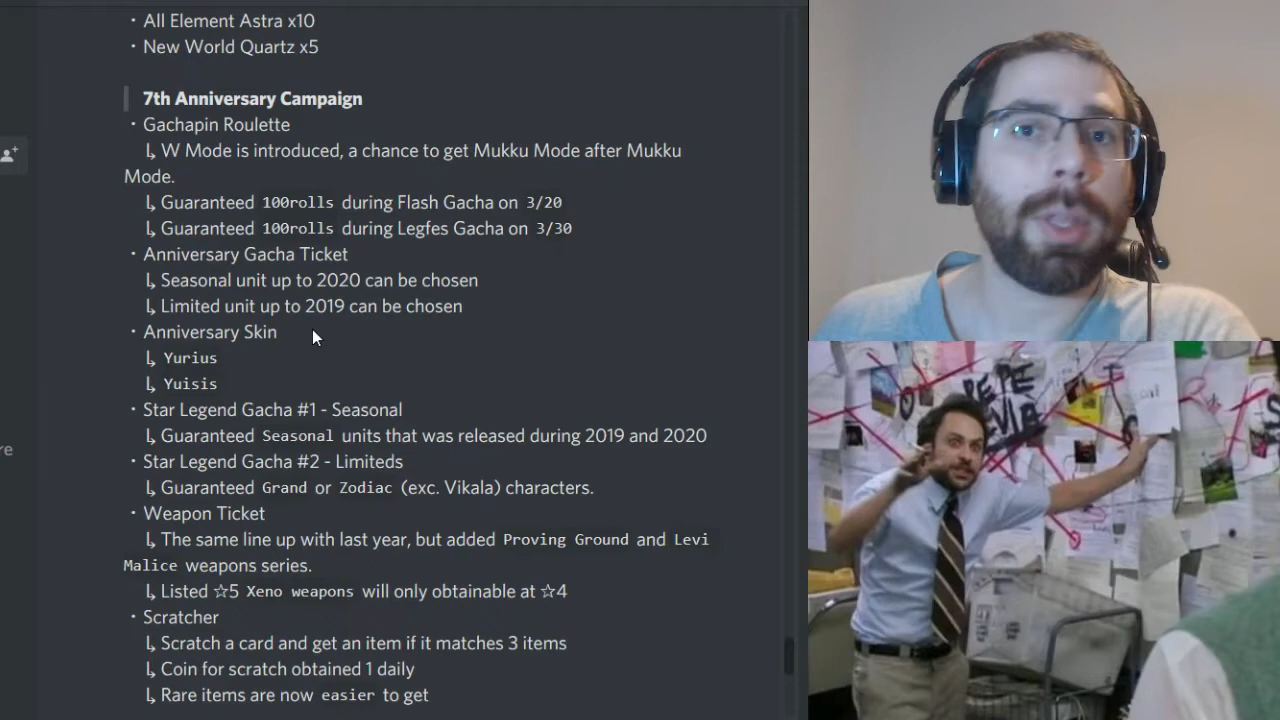 · All Element Astra x10
· New World Quartz x5
7th Anniversary Campaign
· Gachapin Roulette
↳ W Mode is introduced, a chance to get Mukku Mode after Mukku
Mode.
↳ Guaranteed 100rolls during Flash Gacha on 3/20
↳ Guaranteed 100rolls during Legfes Gacha on 3/30
· Anniversary Gacha Ticket
↳ Seasonal unit up to 2020 can be chosen
↳ Limited unit up to 2019 can be chosen
· Anniversary Skin
↳ Yurius
↳ Yuisis
· Star Legend Gacha #1 - Seasonal
↳ Guaranteed Seasonal units that was released during 2019 and 2020
· Star Legend Gacha #2 - Limiteds
↳ Guaranteed Grand or Zodiac (exc. Vikala) characters.
· Weapon Ticket
↳ The same line up with last year, but added Proving Ground and Levi
Malice weapons series.
↳ Listed ☆5 Xeno weapons will only obtainable at ☆4
· Scratcher
↳ Scratch a card and get an item if it matches 3 items
↳ Coin for scratch obtained 1 daily
↳ Rare items are now easier to get
re
PEPE
SILVIA